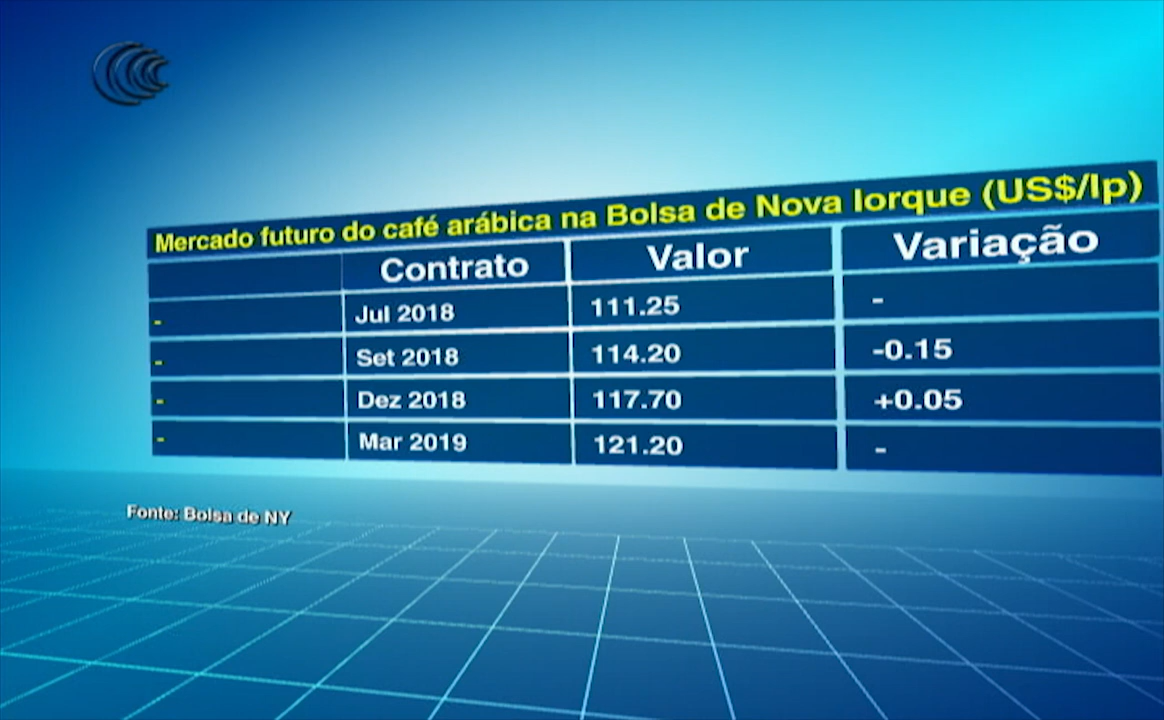 Mercado futuro do café arábica na Bolsa de Nova Iorque (US$/lp)
Contrato Valor Variação
- Jul 2018 111.25 -
- Set 2018 114.20 -0.15
- Dez 2018 117.70 +0.05
- Mar 2019 121.20 -
Fonte: Bolsa de NY